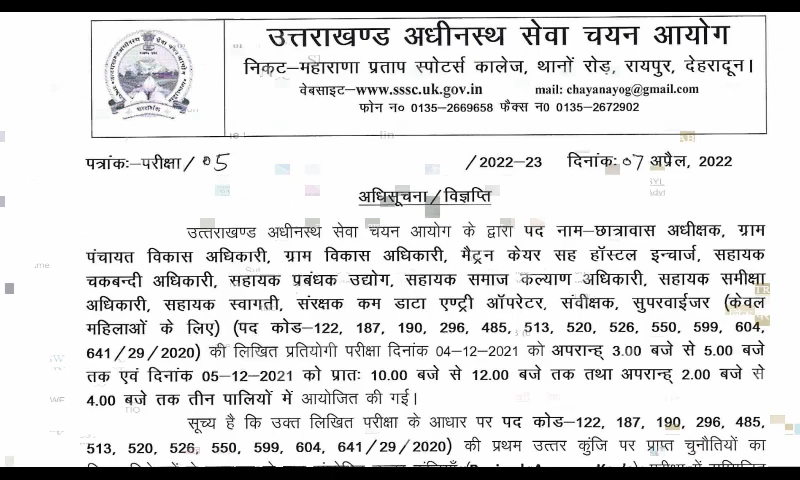 उत्तराखण्ड अधीनस्थ सेवा चयन आयोग
निकट–महाराणा प्रताप स्पोटर्स कालेज, थानों रोड़, रायपुर, देहरादून।
वेबसाइट–www.sssc.uk.gov.in mail: chayanayog@gmail.com
फोन न० 0135–2669658 फैक्स न0 0135–2672902
पत्रांकः–परीक्षा / 05 /2022–23 दिनांकः 07 अप्रैल, 2022
अधिसूचना/विज्ञप्ति
उत्तराखण्ड अधीनस्थ सेवा चयन आयोग के द्वारा पद नाम–छात्रावास अधीक्षक, ग्राम
पंचायत विकास अधिकारी, ग्राम विकास अधिकारी, मैट्रन केयर सह हॉस्टल इन्चार्ज, सहायक
चकबन्दी अधिकारी, सहायक प्रबंधक उद्योग, सहायक समाज कल्याण अधिकारी, सहायक समीक्षा
अधिकारी, सहायक स्वागती, संरक्षक कम डाटा एण्ट्री ऑपरेटर, संवीक्षक, सुपरवाईजर (केवल
महिलाओं के लिए) (पद कोड–122, 187, 190, 296, 485, 513, 520, 526, 550, 599, 604,
641/29/2020) की लिखित प्रतियोगी परीक्षा दिनांक 04–12–2021 को अपरान्ह् 3.00 बजे से 5.00 बजे
तक एवं दिनांक 05–12–2021 को प्रातः 10.00 बजे से 12.00 बजे तक तथा अपरान्ह् 2.00 बजे से
4.00 बजे तक तीन पालियों में आयोजित की गई।
सूच्य है कि उक्त लिखित परीक्षा के आधार पर पद कोड–122, 187, 190, 296, 485,
513, 520, 526, 550, 599, 604, 641/29/2020) की प्रथम उत्तर कुंजि पर प्राप्त चुनौतियों का